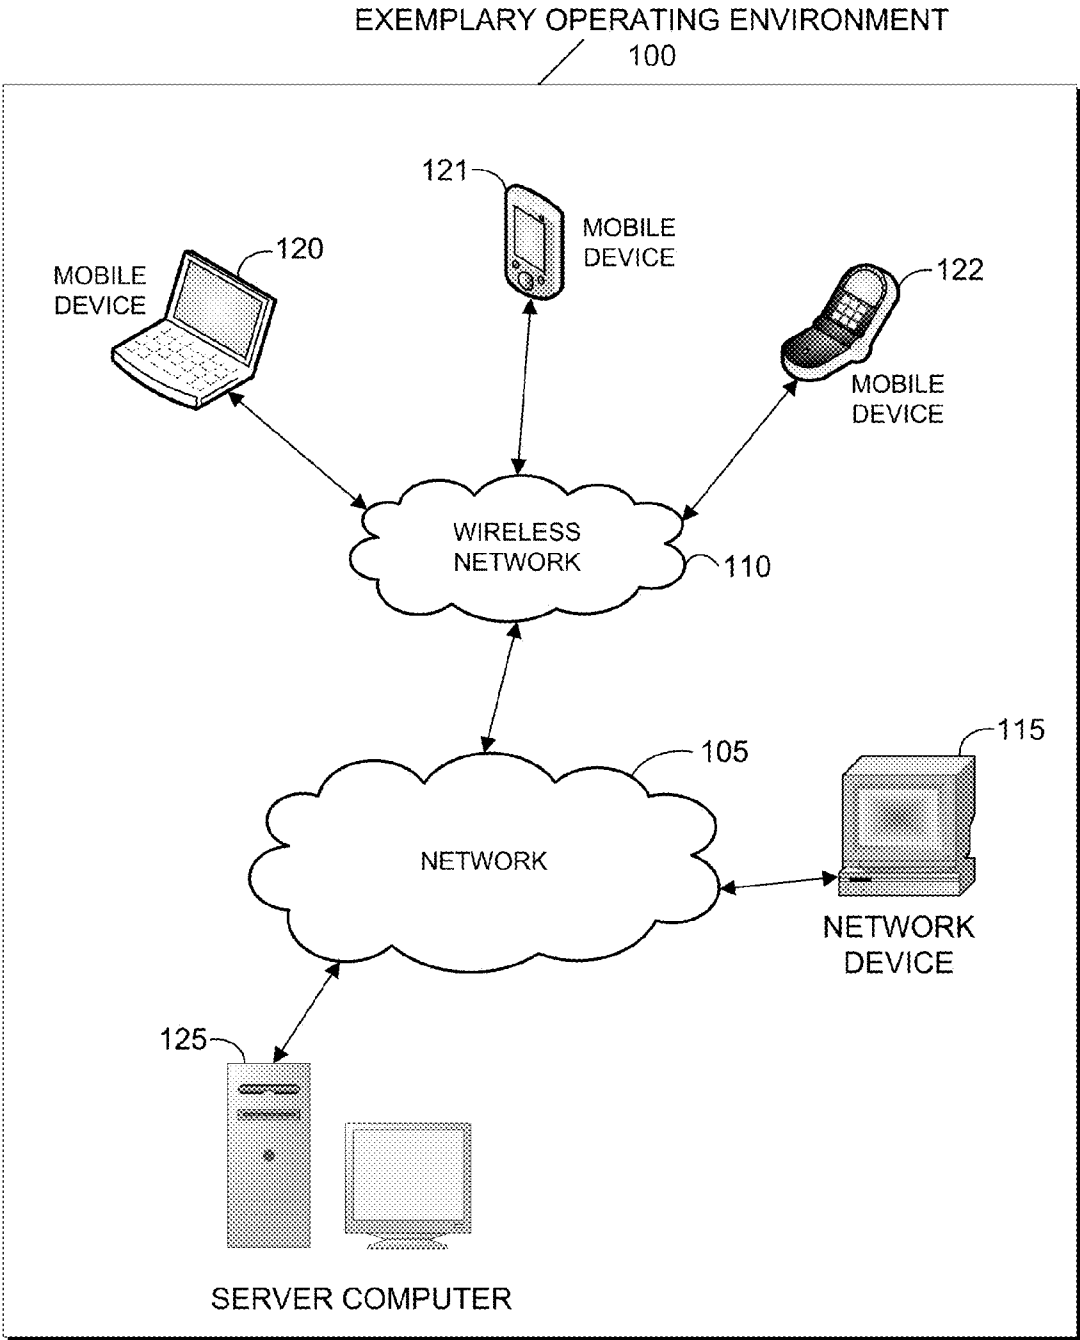 EXEMPLARY OPERATING ENVIRONMENT
100
121
MOBILE
DEVICE
120
MOBILE
DEVICE
122
MOBILE
DEVICE
WIRELESS
NETWORK
110
105
115
NETWORK
NETWORK
DEVICE
125
SERVER COMPUTER